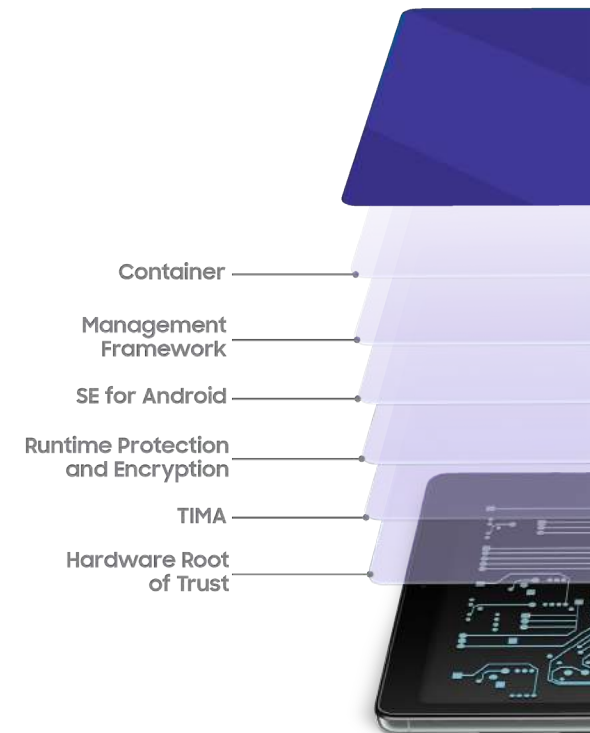 Container
Management
Framework
SE for Android
Runtime Protection
and Encryption
TIMA
Hardware Root
of Trust